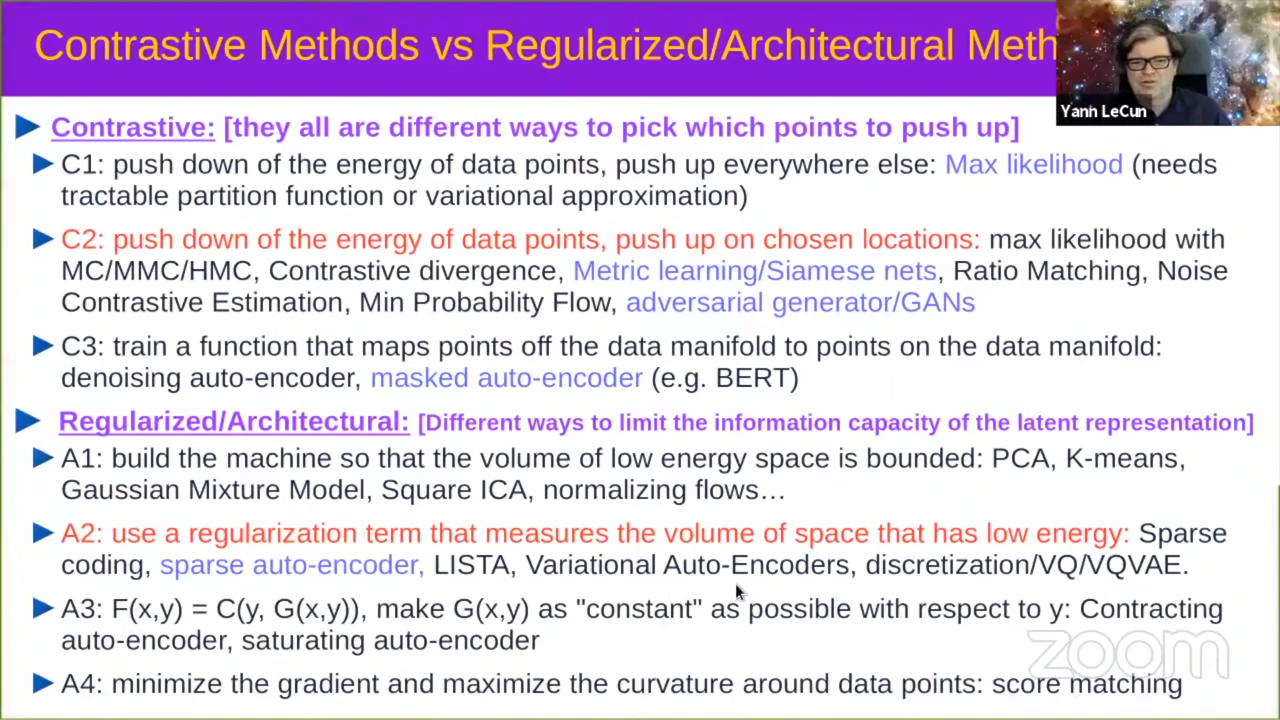 Contrastive Methods vs Regularized/Architectural Meth
Yann LeCun
Contrastive: [they all are different ways to pick which points to push up]
C1: push down of the energy of data points, push up everywhere else: Max likelihood (needs
tractable partition function or variational approximation)
C2: push down of the energy of data points, push up on chosen locations: max likelihood with
MC/MMC/HMC, Contrastive divergence, Metric learning/Siamese nets, Ratio Matching, Noise
Contrastive Estimation, Min Probability Flow, adversarial generator/GANs
C3: train a function that maps points off the data manifold to points on the data manifold:
denoising auto-encoder, masked auto-encoder (e.g. BERT)
Regularized/Architectural: [Different ways to limit the information capacity of the latent representation]
A1: build the machine so that the volume of low energy space is bounded: PCA, K-means,
Gaussian Mixture Model, Square ICA, normalizing flows…
A2: use a regularization term that measures the volume of space that has low energy: Sparse
coding, sparse auto-encoder, LISTA, Variational Auto-Encoders, discretization/VQ/VQVAE.
A3: F(x,y) = C(y, G(x,y)), make G(x,y) as "constant" as possible with respect to y: Contracting
auto-encoder, saturating auto-encoder
zoom
A4: minimize the gradient and maximize the curvature around data points: score matching